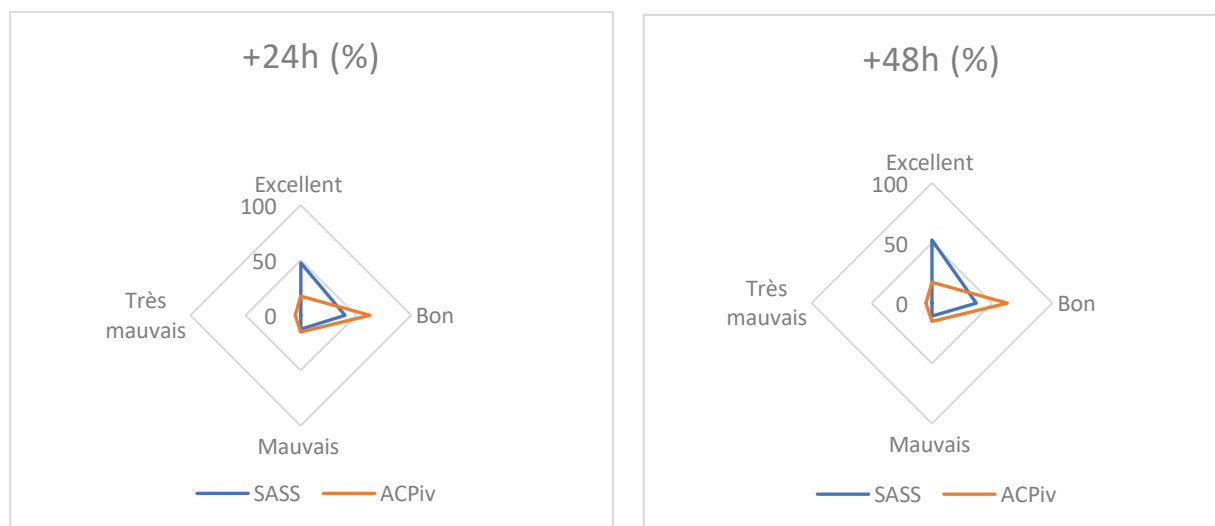 +24h (%)
Excellent
100
50
0
Très
mauvais
Bon
Mauvais
SASS
ACPiv
+48h (%)
Excellent
100
50
0
Très
mauvais
Bon
Mauvais
SASS
ACPiv